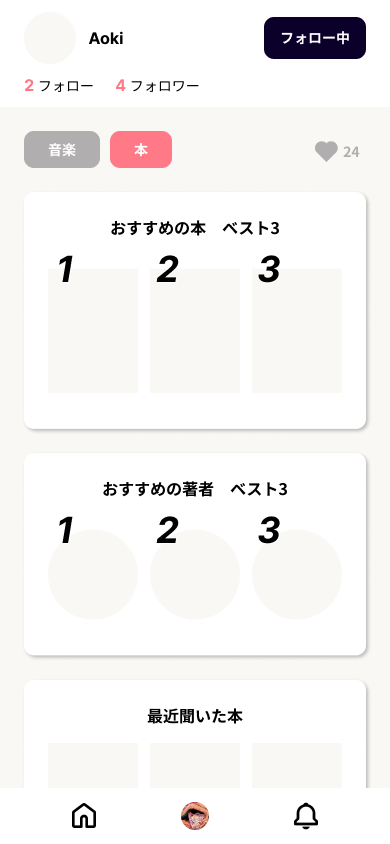 Aoki
フォロー中
2 フォロー 4 フォロワー
音楽 本 24
おすすめの本　ベスト3
1 2 3
おすすめの著者　ベスト3
1 2 3
最近聞いた本